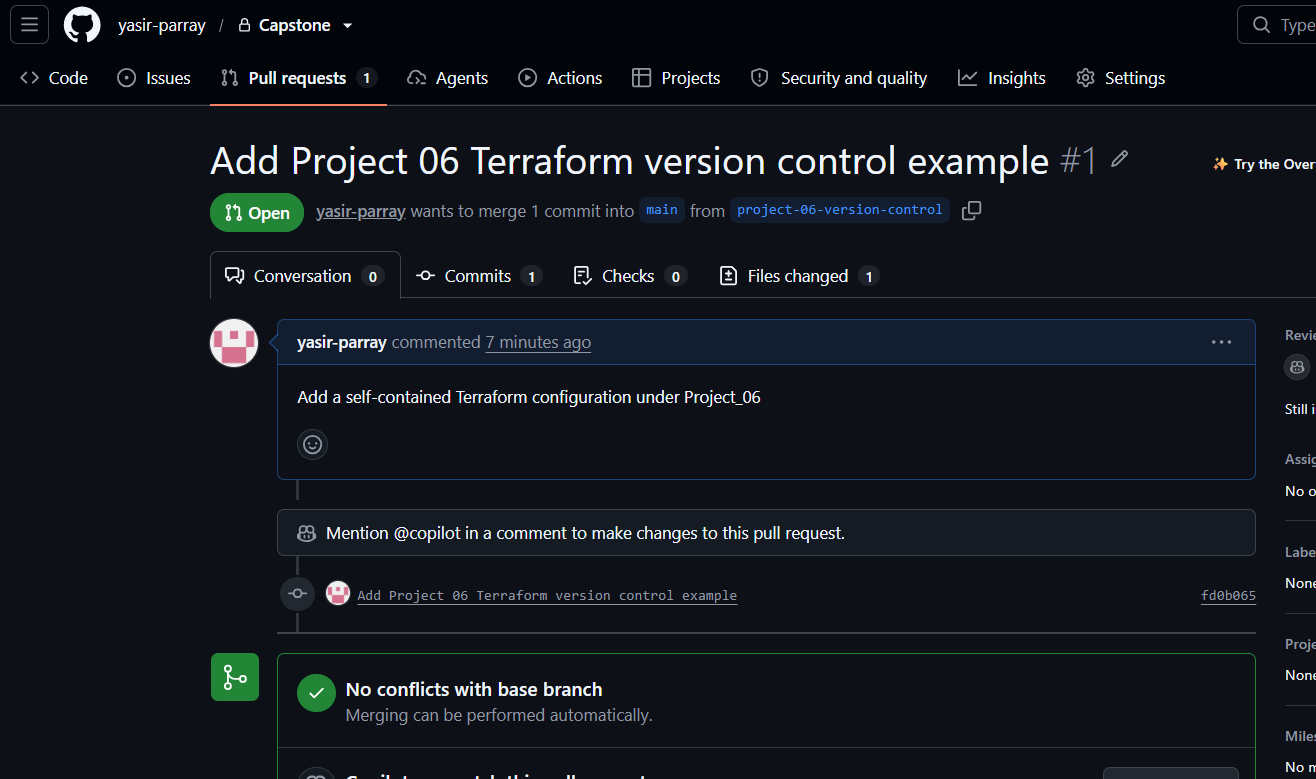 yasir-parray / Capstone
Type
Code Issues Pull requests 1 Agents Actions Projects Security and quality Insights Settings
Add Project 06 Terraform version control example #1
Try the Over
Open yasir-parray wants to merge 1 commit into main from project-06-version-control
Conversation 0 Commits 1 Checks 0 Files changed 1
yasir-parray commented 7 minutes ago
Add a self-contained Terraform configuration under Project_06
Mention @copilot in a comment to make changes to this pull request.
Add Project 06 Terraform version control example fd0b065
No conflicts with base branch
Merging can be performed automatically.
Revie
Still i
Assig
No o
Labe
None
Proje
None
Miles
No m